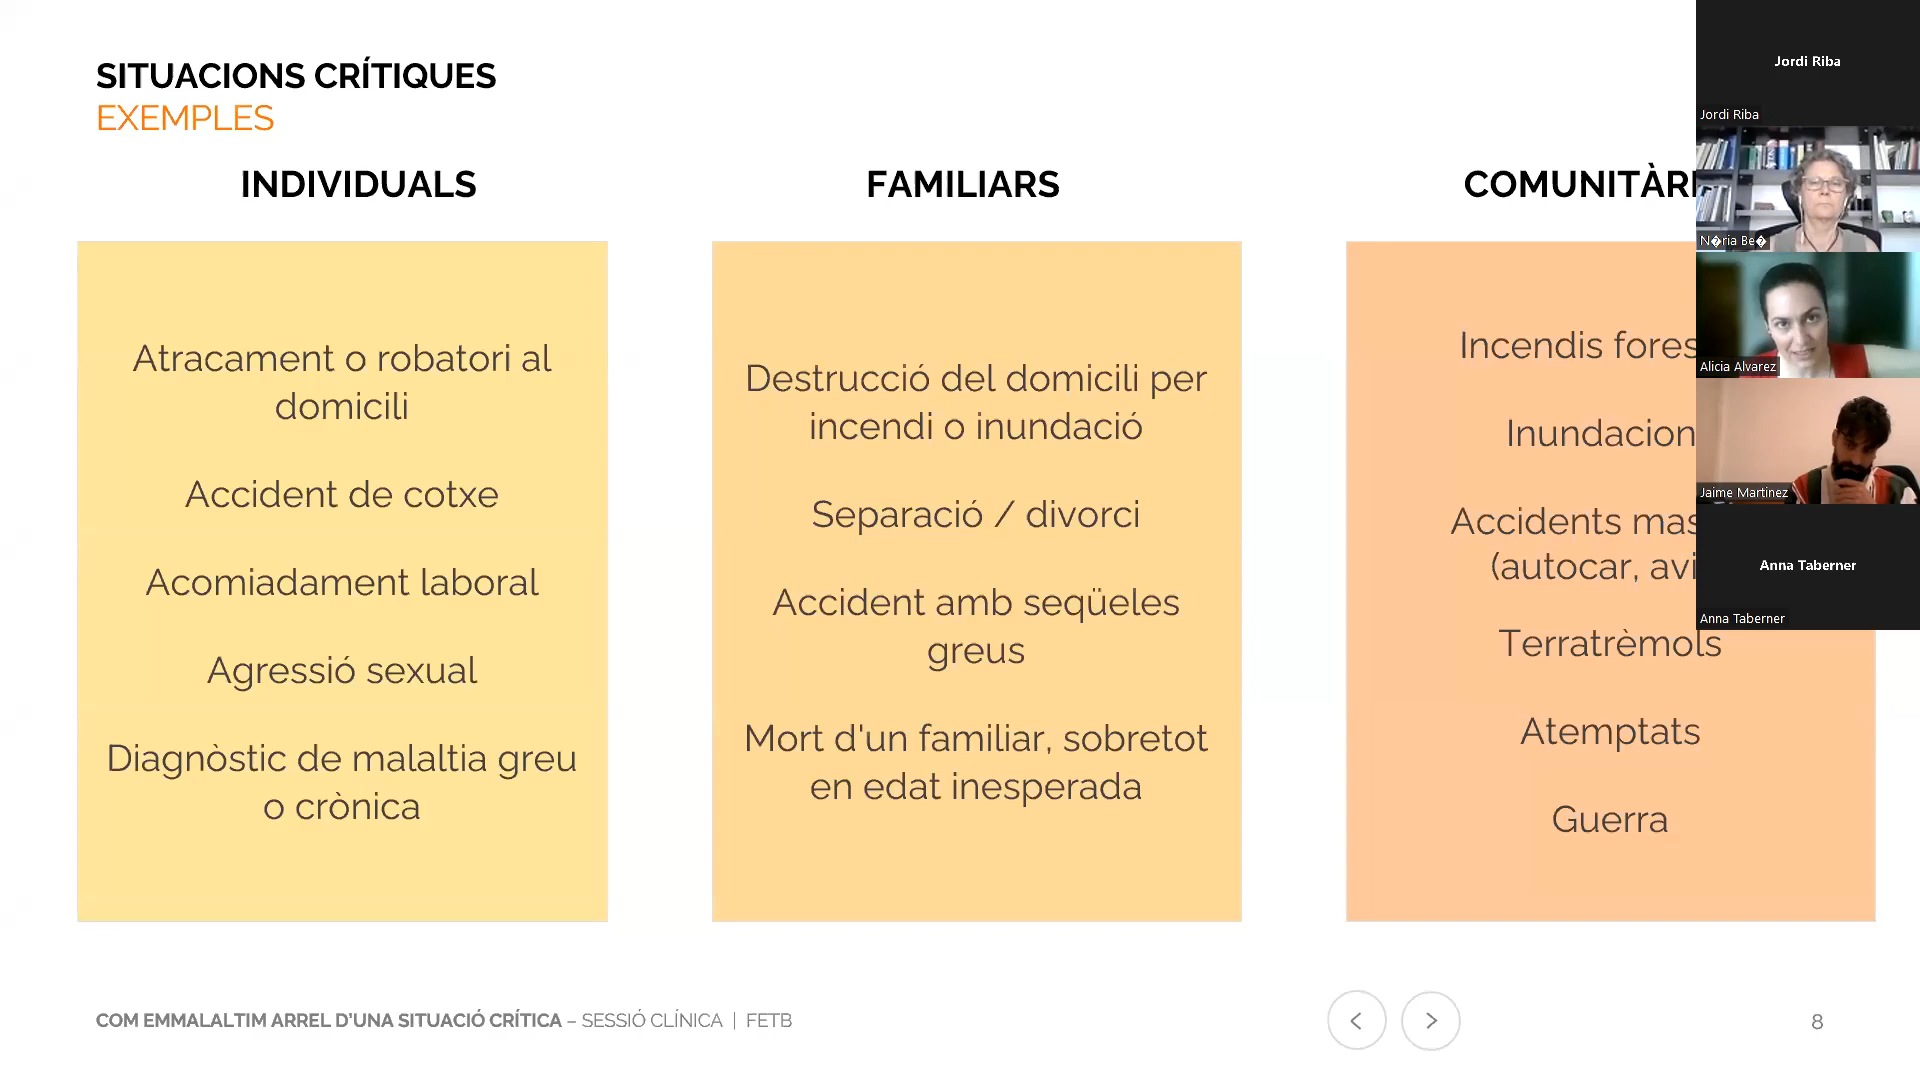 SITUACIONS CRÍTIQUES
EXEMPLES
INDIVIDUALS
Atracament o robatori al
domicili
Accident de cotxe
Acomiadament laboral
Agressió sexual
Diagnòstic de malaltia greu
o crònica
FAMILIARS
Destrucció del domicili per
incendi o inundació
Separació / divorci
Accident amb seqüeles
greus
Mort d'un familiar, sobretot
en edat inesperada
COMUNITÀR
Incendis fores
Inundacion
Accidents mas
(autocar, avi
Terratrèmols
Atemptats
Guerra
Jordi Riba
Jordi Riba
N�ria Be�
Alicia Alvarez
Jaime Martinez
Anna Taberner
Anna Taberner
COM EMMALALTIM ARREL D'UNA SITUACIÓ CRÍTICA – SESSIÓ CLÍNICA | FETB
8